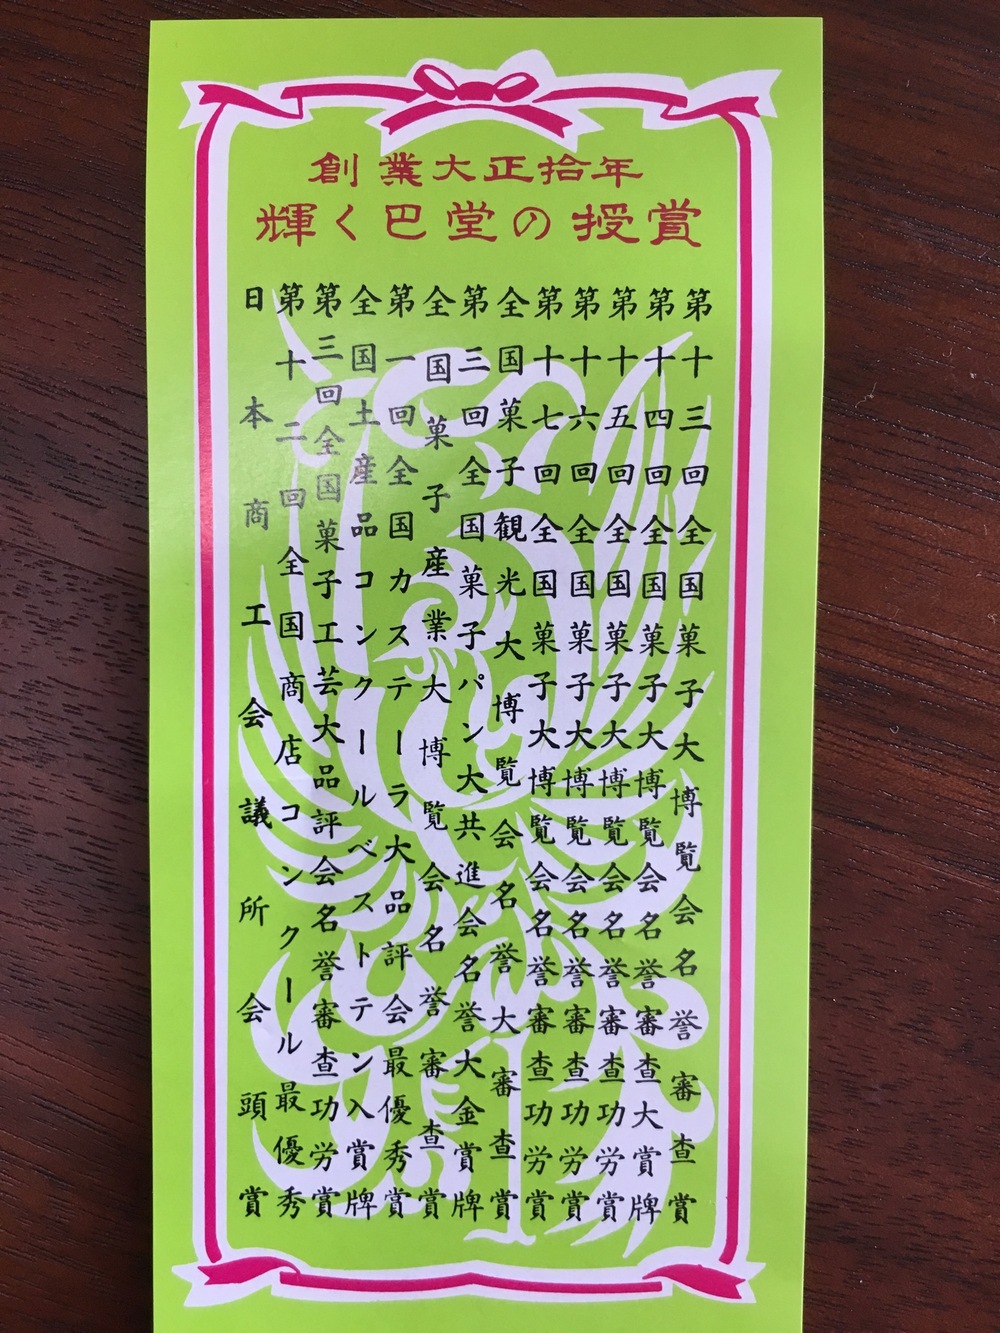 創業大正拾年
輝く巴堂の授賞
第十三回全国菓子大博覧会名誉審査賞
第十四回全国菓子大博覧会名誉審査大賞牌
第十五回全国菓子大博覧会名誉審査功労賞
第十六回全国菓子大博覧会名誉審査功労賞
第十七回全国菓子大博覧会名誉審査功労賞
全国菓子観光大博覧会名誉大審査賞
第三回全国菓子パン大共進会名誉大金賞牌
全国菓子産業大博覧会名誉審査賞
第一回全国カステーラ大品評会最優秀賞
全国土産品コンクールベストテン入賞牌
第三回全国菓子工芸大品評会名誉審査功労賞
第十二回全国商店コンクール最優秀
日本商工会議所会頭賞